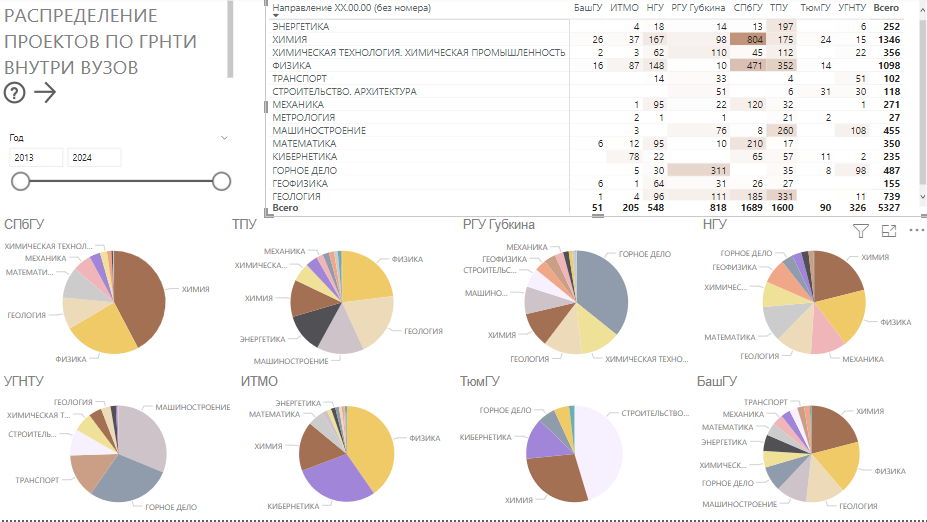 РАСПРЕДЕЛЕНИЕ
ПРОЕКТОВ ПО ГРНТИ
ВНУТРИ ВУЗОВ
?
Год
2013 2024
Направление XX.00.00 (без номера) БашГУ ИТМО НГУ РГУ Губкина СПбГУ ТПУ ТюмГУ УГНТУ Всего
ЭНЕРГЕТИКА 4 18 14 13 197 6 252
ХИМИЯ 26 37 167 98 804 175 24 15 1346
ХИМИЧЕСКАЯ ТЕХНОЛОГИЯ. ХИМИЧЕСКАЯ ПРОМЫШЛЕННОСТЬ 2 3 62 110 45 112 22 356
ФИЗИКА 16 87 148 10 471 352 14 1098
ТРАНСПОРТ 14 33 4 51 102
СТРОИТЕЛЬСТВО. АРХИТЕКТУРА 51 6 31 30 118
МЕХАНИКА 1 95 22 120 32 1 271
МЕТРОЛОГИЯ 2 1 1 21 2 27
МАШИНОСТРОЕНИЕ 3 76 8 260 108 455
МАТЕМАТИКА 6 12 95 10 210 17 350
КИБЕРНЕТИКА 78 22 65 57 11 2 235
ГОРНОЕ ДЕЛО 5 30 311 35 8 98 487
ГЕОФИЗИКА 6 1 64 31 26 27 155
ГЕОЛОГИЯ 1 4 96 111 185 331 11 739
Всего 51 205 548 818 1689 1600 90 326 5327
СПбГУ
ХИМИЧЕСКАЯ ТЕХНОЛ...
МЕХАНИКА
МАТЕМАТИ...
ХИМИЯ
ГЕОЛОГИЯ
ФИЗИКА
ТПУ
МЕХАНИКА
ФИЗИКА
ХИМИЧЕСКА...
ХИМИЯ
ГЕОЛОГИЯ
ЭНЕРГЕТИКА
МАШИНОСТРОЕНИЕ
РГУ Губкина
МЕХАНИКА
ГОРНОЕ ДЕЛО
ГЕОФИЗИКА
СТРОИТЕЛЬС...
МАШИНО...
ХИМИЯ
ГЕОЛОГИЯ
ХИМИЧЕСКАЯ ТЕХНО...
НГУ
ГОРНОЕ ДЕЛО
ХИМИЯ
ГЕОФИЗИКА
ХИМИЧЕС...
ФИЗИКА
МАТЕМАТИКА
ГЕОЛОГИЯ
МЕХАНИКА
УГНТУ
ГЕОЛОГИЯ
МАШИНОСТРОЕНИЕ
ХИМИЧЕСКАЯ Т...
СТРОИТЕЛЬ...
ТРАНСПОРТ
ГОРНОЕ ДЕЛО
ИТМО
ЭНЕРГЕТИКА
МАТЕМАТИКА
ФИЗИКА
ХИМИЯ
КИБЕРНЕТИКА
ТюмГУ
ГОРНОЕ ДЕЛО
СТРОИТЕЛЬСТВО...
КИБЕРНЕТИКА
ХИМИЯ
БашГУ
ТРАНСПОРТ
МЕХАНИКА
ХИМИЯ
МАТЕМАТИКА
ЭНЕРГЕТИКА
ХИМИЧЕСК...
ФИЗИКА
ГОРНОЕ ДЕЛО
МАШИНОСТРОЕНИЕ
ГЕОЛОГИЯ